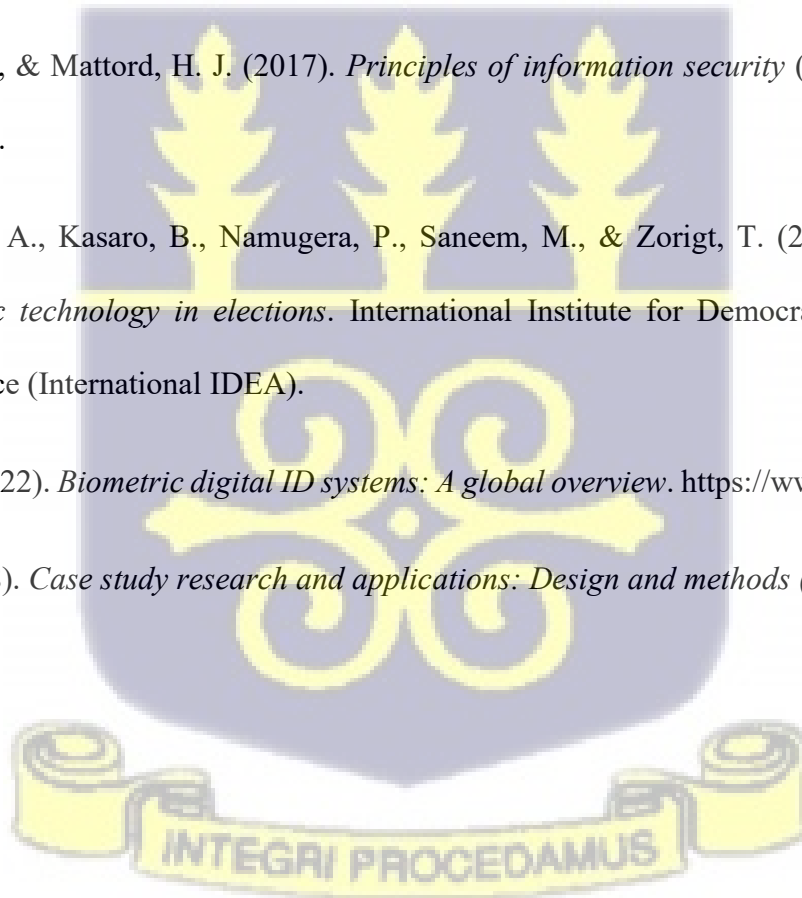 , & Mattord, H. J. (2017). Principles of information security (
.
A., Kasaro, B., Namugera, P., Saneem, M., & Zorigt, T. (2
c technology in elections. International Institute for Democra
ce (International IDEA).
22). Biometric digital ID systems: A global overview. https://ww
). Case study research and applications: Design and methods (
INTEGRI PROCEDAMUS